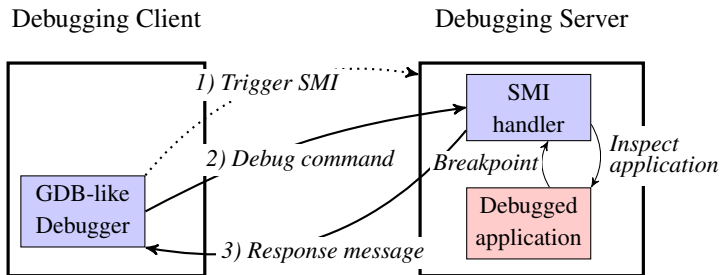 Debugging Client
Debugging Server
1) Trigger SMI
SMI
handler
2) Debug command
Breakpoint
Inspect
application
GDB-like
Debugger
Debugged
application
3) Response message